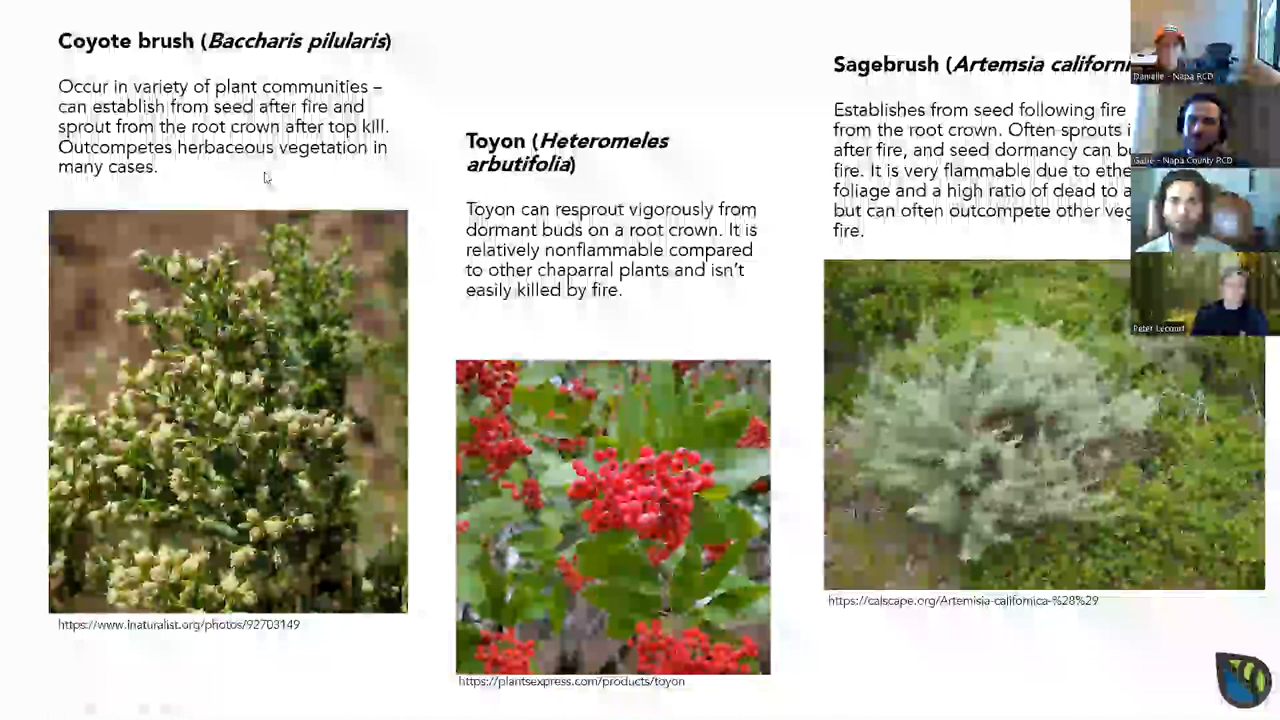 Coyote brush (Baccharis pilularis)
Occur in variety of plant communities –
can establish from seed after fire and
sprout from the root crown after top kill.
Outcompetes herbaceous vegetation in
many cases.
https://www.inaturalist.org/photos/92703149
Toyon (Heteromeles
arbutifolia)
Toyon can resprout vigorously from
dormant buds on a root crown. It is
relatively nonflammable compared
to other chaparral plants and isn't
easily killed by fire.
https://plantsexpress.com/products/toyon
Sagebrush (Artemsia californi
Establishes from seed following fire
from the root crown. Often sprouts
after fire, and seed dormancy can
fire. It is very flammable due to
foliage and a high ratio of dead to
but can often outcompete other
fire.
https://calscape.org/Artemisia-californica-%28%29
Danielle - Napa RCD
Gabe - Napa County RCD
Peter Lecourt